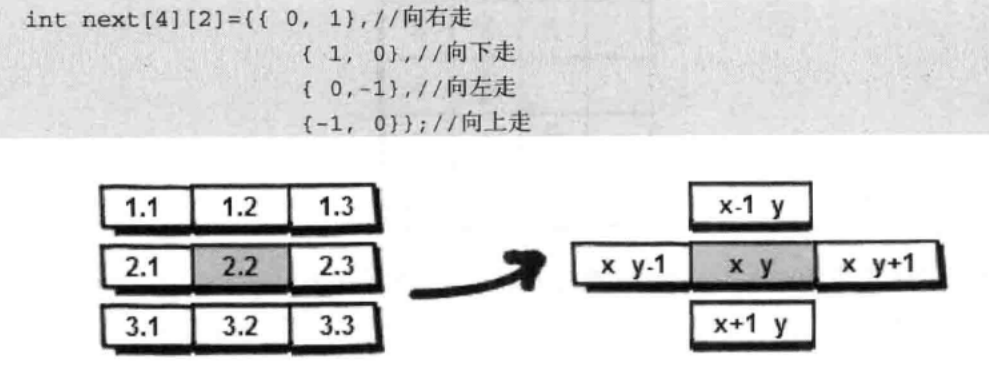 int next[4][2]={{ 0, 1},//向右走
{ 1, 0},//向下走
{ 0,-1},//向左走
{-1, 0}};//向上走
1.1 1.2 1.3
2.1 2.2 2.3
3.1 3.2 3.3
x-1 y
x y-1 x y x y+1
x+1 y